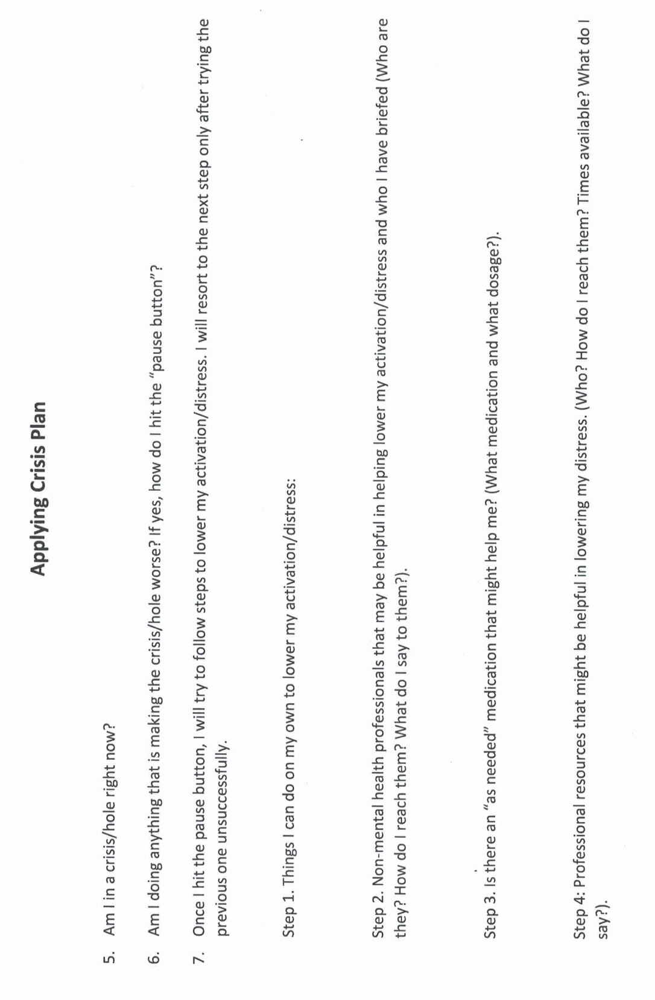 Applying Crisis Plan
5. Am I in a crisis/hole right now?
6. Am I doing anything that is making the crisis/hole worse? If yes, how do I hit the “pause button”?
7. Once I hit the pause button, I will try to follow steps to lower my activation/distress. I will resort to the next step only after trying the
previous one unsuccessfully.
Step 1. Things I can do on my own to lower my activation/distress:
Step 2. Non-mental health professionals that may be helpful in helping lower my activation/distress and who I have briefed (Who are
they? How do I reach them? What do I say to them?).
Step 3. Is there an “as needed” medication that might help me? (What medication and what dosage?).
Step 4: Professional resources that might be helpful in lowering my distress. (Who? How do I reach them? Times available? What do I
say?).